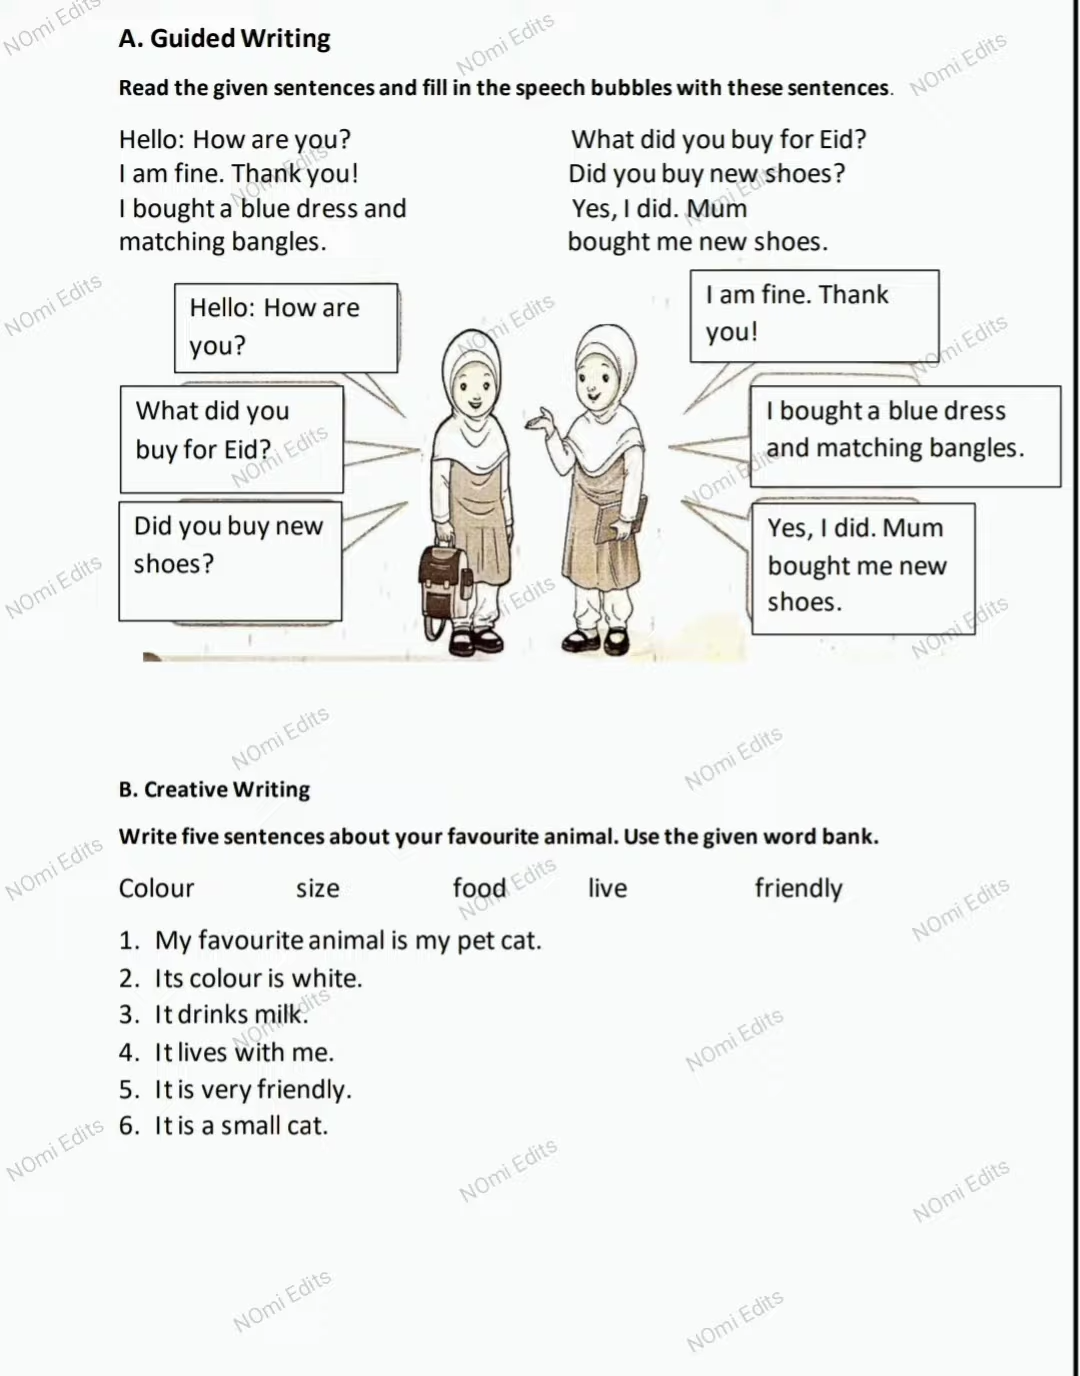 A. Guided Writing
Read the given sentences and fill in the speech bubbles with these sentences.
Hello: How are you?
I am fine. Thank you!
I bought a blue dress and
matching bangles.
What did you buy for Eid?
Did you buy new shoes?
Yes, I did. Mum
bought me new shoes.
Hello: How are
you?
I am fine. Thank
you!
What did you
buy for Eid?
I bought a blue dress
and matching bangles.
Did you buy new
shoes?
Yes, I did. Mum
bought me new
shoes.
B. Creative Writing
Write five sentences about your favourite animal. Use the given word bank.
Colour size food live friendly
1. My favourite animal is my pet cat.
2. Its colour is white.
3. It drinks milk.
4. It lives with me.
5. It is very friendly.
6. It is a small cat.
NOmi Edits